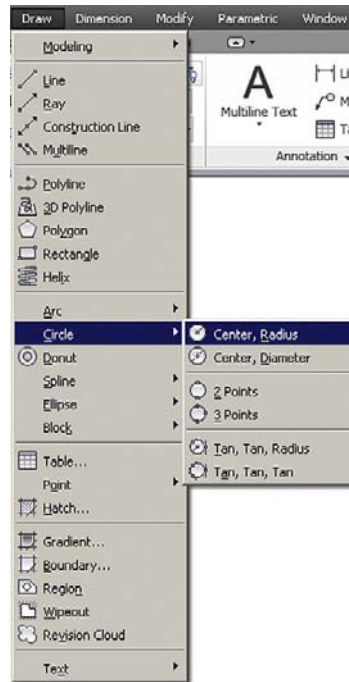 Draw Dimension Modify Parametric Window
Modeling
Line
Ray
Construction Line
Multiline
Multiline Text
Annotation
Polyline
3D Polyline
Polygon
Rectangle
Helix
Arc
Circle
Donut
Spline
Ellipse
Block
Center, Radius
Center, Diameter
2 Points
3 Points
Tan, Tan, Radius
Tan, Tan, Tan
Table...
Point
Hatch...
Gradient...
Boundary...
Region
Wipeout
Revision Cloud
Text